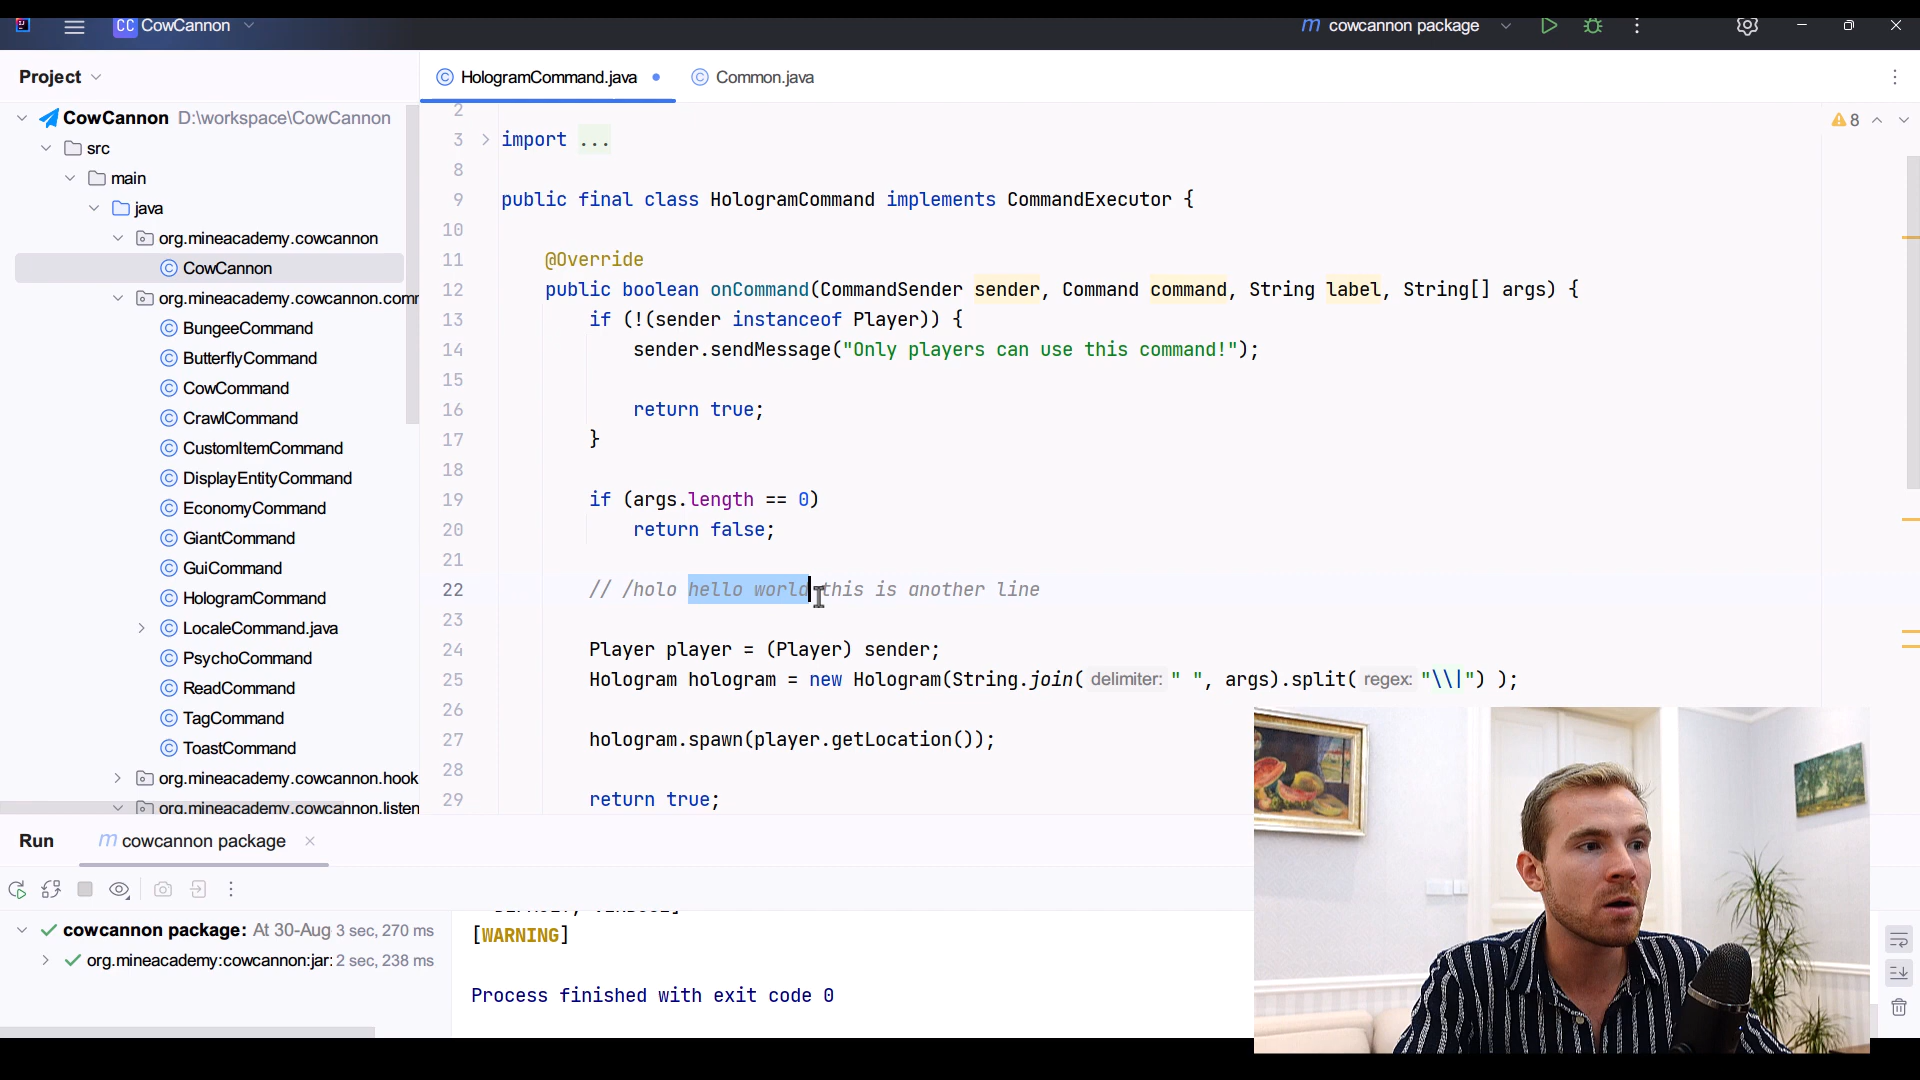 CC CowCannon
cowcannon package
Project
HologramCommand.java
Common.java
CowCannon D:\workspace\CowCannon
src
main
java
org.mineacademy.cowcannon
CowCannon
org.mineacademy.cowcannon.comm
BungeeCommand
ButterflyCommand
CowCommand
CrawlCommand
CustomItemCommand
DisplayEntityCommand
EconomyCommand
GiantCommand
GuiCommand
HologramCommand
LocaleCommand.java
PsychoCommand
ReadCommand
TagCommand
ToastCommand
org.mineacademy.cowcannon.hook
org.mineacademy.cowcannon.listen
8
2
3 import ...
8
9 public final class HologramCommand implements CommandExecutor {
10
11 @Override
12 public boolean onCommand(CommandSender sender, Command command, String label, String[] args) {
13 if (!(sender instanceof Player)) {
14 sender.sendMessage("Only players can use this command!");
15
16 return true;
17 }
18
19 if (args.length == 0)
20 return false;
21
22 // /holo hello world this is another line
23
24 Player player = (Player) sender;
25 Hologram hologram = new Hologram(String.join( delimiter: " ", args).split( regex: "\\|") );
26
27 hologram.spawn(player.getLocation());
28
29 return true;
Run
cowcannon package
cowcannon package: At 30-Aug 3 sec, 270 ms
org.mineacademy:cowcannon:jar: 2 sec, 238 ms
[WARNING]
Process finished with exit code 0